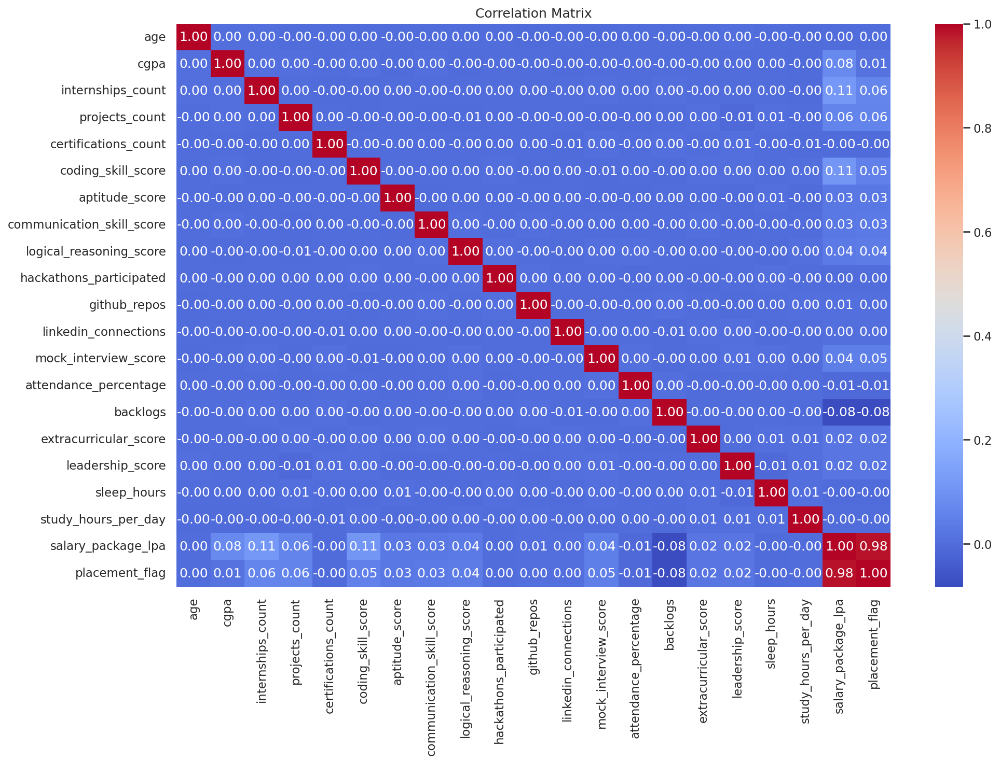 Correlation Matrix
age 1.00 0.00 0.00 -0.00 -0.00 0.00 -0.00 -0.00 0.00 0.00 -0.00 -0.00 -0.00 0.00 -0.00 -0.00 0.00 -0.00 -0.00 0.00 0.00
cgpa 0.00 1.00 0.00 0.00 -0.00 0.00 -0.00 0.00 -0.00 -0.00 -0.00 -0.00 -0.00 -0.00 -0.00 -0.00 0.00 0.00 -0.00 0.08 0.01
internships_count 0.00 0.00 1.00 0.00 -0.00 -0.00 0.00 0.00 -0.00 0.00 0.00 -0.00 0.00 0.00 0.00 -0.00 0.00 0.00 -0.00 0.11 0.06
projects_count -0.00 0.00 0.00 1.00 0.00 -0.00 -0.00 -0.00 -0.01 0.00 -0.00 -0.00 -0.00 -0.00 0.00 0.00 -0.01 0.01 -0.00 0.06 0.06
certifications_count -0.00 -0.00 -0.00 0.00 1.00 -0.00 -0.00 0.00 -0.00 0.00 0.00 -0.01 0.00 -0.00 0.00 -0.00 0.01 -0.00 -0.01 -0.00 -0.00
coding_skill_score 0.00 0.00 -0.00 -0.00 -0.00 1.00 -0.00 -0.00 0.00 0.00 -0.00 0.00 -0.01 0.00 -0.00 0.00 0.00 0.00 0.00 0.11 0.05
aptitude_score -0.00 -0.00 0.00 -0.00 -0.00 -0.00 1.00 -0.00 0.00 0.00 0.00 0.00 -0.00 -0.00 0.00 0.00 -0.00 0.01 -0.00 0.03 0.03
communication_skill_score -0.00 0.00 0.00 -0.00 0.00 -0.00 -0.00 1.00 0.00 -0.00 0.00 -0.00 0.00 0.00 -0.00 0.00 -0.00 -0.00 -0.00 0.03 0.03
logical_reasoning_score 0.00 -0.00 -0.00 -0.01 -0.00 0.00 0.00 0.00 1.00 0.00 -0.00 -0.00 0.00 0.00 -0.00 0.00 -0.00 -0.00 0.00 0.04 0.04
hackathons_participated 0.00 -0.00 0.00 0.00 0.00 0.00 0.00 -0.00 0.00 1.00 0.00 0.00 0.00 -0.00 0.00 -0.00 -0.00 0.00 -0.00 0.00 0.00
github_repos -0.00 -0.00 0.00 -0.00 0.00 -0.00 0.00 0.00 -0.00 0.00 1.00 -0.00 -0.00 -0.00 0.00 -0.00 -0.00 0.00 0.00 0.01 0.00
linkedin_connections -0.00 -0.00 -0.00 -0.00 -0.01 0.00 0.00 -0.00 -0.00 0.00 -0.00 1.00 -0.00 0.00 -0.01 0.00 0.00 -0.00 -0.00 0.00 0.00
mock_interview_score -0.00 -0.00 0.00 -0.00 0.00 -0.01 -0.00 0.00 0.00 0.00 -0.00 -0.00 1.00 0.00 -0.00 0.00 0.01 0.00 0.00 0.04 0.05
attendance_percentage 0.00 -0.00 0.00 -0.00 -0.00 0.00 -0.00 0.00 0.00 -0.00 -0.00 0.00 0.00 1.00 0.00 -0.00 -0.00 -0.00 0.00 -0.01 -0.01
backlogs -0.00 -0.00 0.00 0.00 0.00 -0.00 0.00 -0.00 -0.00 0.00 0.00 -0.01 -0.00 0.00 1.00 -0.00 -0.00 0.00 -0.00 -0.08 -0.08
extracurricular_score -0.00 -0.00 -0.00 0.00 -0.00 0.00 0.00 0.00 0.00 -0.00 -0.00 0.00 0.00 -0.00 -0.00 1.00 0.00 0.01 0.01 0.02 0.02
leadership_score 0.00 0.00 0.00 -0.01 0.01 0.00 -0.00 -0.00 -0.00 -0.00 -0.00 0.00 0.01 -0.00 -0.00 0.00 1.00 -0.01 0.01 0.02 0.02
sleep_hours -0.00 0.00 0.00 0.01 -0.00 0.00 0.01 -0.00 -0.00 0.00 0.00 -0.00 0.00 -0.00 0.00 0.01 -0.01 1.00 0.01 -0.00 -0.00
study_hours_per_day -0.00 -0.00 -0.00 -0.00 -0.01 0.00 -0.00 -0.00 0.00 -0.00 0.00 -0.00 0.00 0.00 -0.00 0.01 0.01 0.01 1.00 -0.00 -0.00
salary_package_lpa 0.00 0.08 0.11 0.06 -0.00 0.11 0.03 0.03 0.04 0.00 0.01 0.00 0.04 -0.01 -0.08 0.02 0.02 -0.00 -0.00 1.00 0.98
placement_flag 0.00 0.01 0.06 0.06 -0.00 0.05 0.03 0.03 0.04 0.00 0.00 0.00 0.05 -0.01 -0.08 0.02 0.02 -0.00 -0.00 0.98 1.00
age
cgpa
internships_count
projects_count
certifications_count
coding_skill_score
aptitude_score
communication_skill_score
logical_reasoning_score
hackathons_participated
github_repos
linkedin_connections
mock_interview_score
attendance_percentage
backlogs
extracurricular_score
leadership_score
sleep_hours
study_hours_per_day
salary_package_lpa
placement_flag
1.0
0.8
0.6
0.4
0.2
0.0